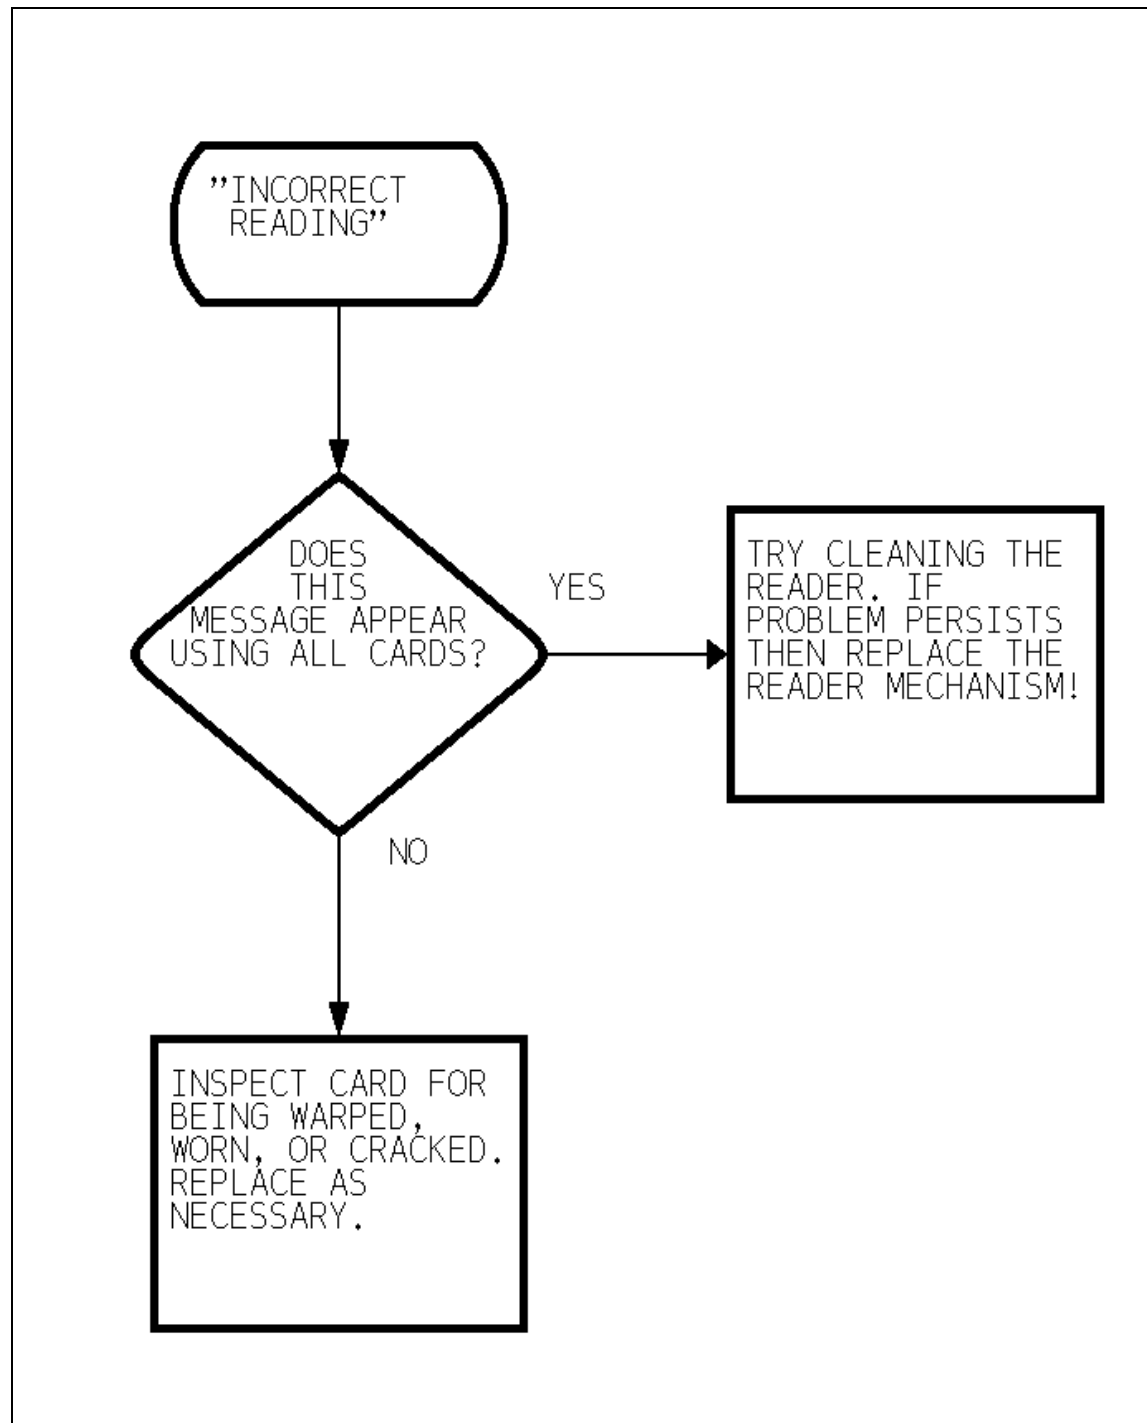 ”INCORRECT
READING”
DOES
THIS
MESSAGE APPEAR
USING ALL CARDS?
YES
TRY CLEANING THE
READER. IF
PROBLEM PERSISTS
THEN REPLACE THE
READER MECHANISM!
NO
INSPECT CARD FOR
BEING WARPED,
WORN, OR CRACKED.
REPLACE AS
NECESSARY.